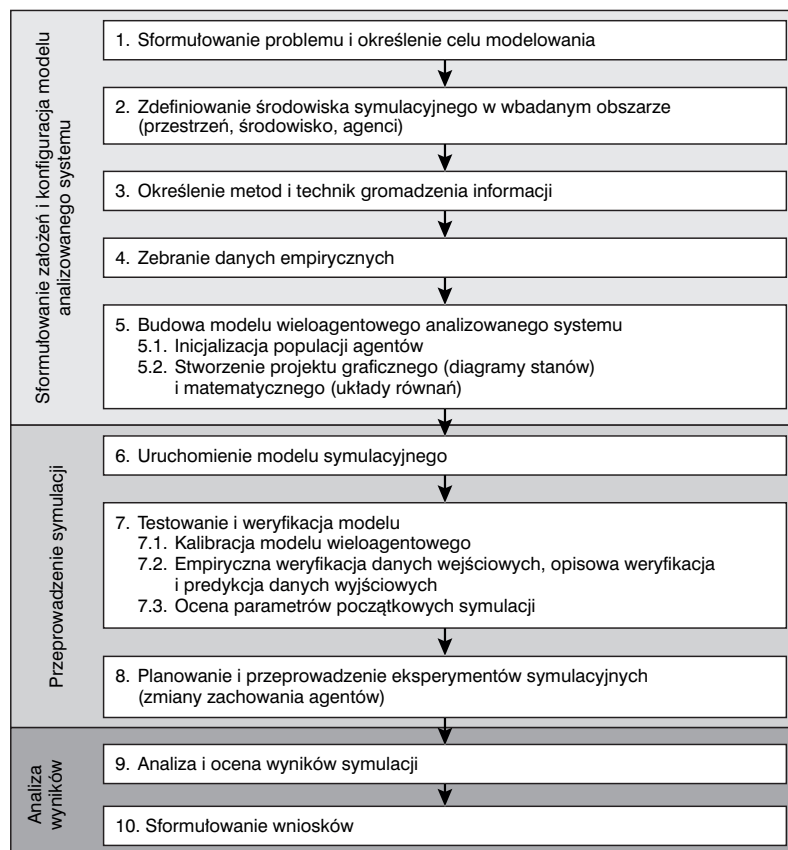 Sformułowanie założeń i konfiguracja modelu
analizowanego systemu
1. Sformułowanie problemu i określenie celu modelowania
2. Zdefiniowanie środowiska symulacyjnego w wbadanym obszarze
(przestrzeń, środowisko, agenci)
3. Określenie metod i technik gromadzenia informacji
4. Zebranie danych empirycznych
5. Budowa modelu wieloagentowego analizowanego systemu
5.1. Inicjalizacja populacji agentów
5.2. Stworzenie projektu graficznego (diagramy stanów)
i matematycznego (układy równań)
Przeprowadzenie symulacji
6. Uruchomienie modelu symulacyjnego
7. Testowanie i weryfikacja modelu
7.1. Kalibracja modelu wieloagentowego
7.2. Empiryczna weryfikacja danych wejściowych, opisowa weryfikacja
i predykcja danych wyjściowych
7.3. Ocena parametrów początkowych symulacji
8. Planowanie i przeprowadzenie eksperymentów symulacyjnych
(zmiany zachowania agentów)
Analiza
wyników
9. Analiza i ocena wyników symulacji
10. Sformułowanie wniosków